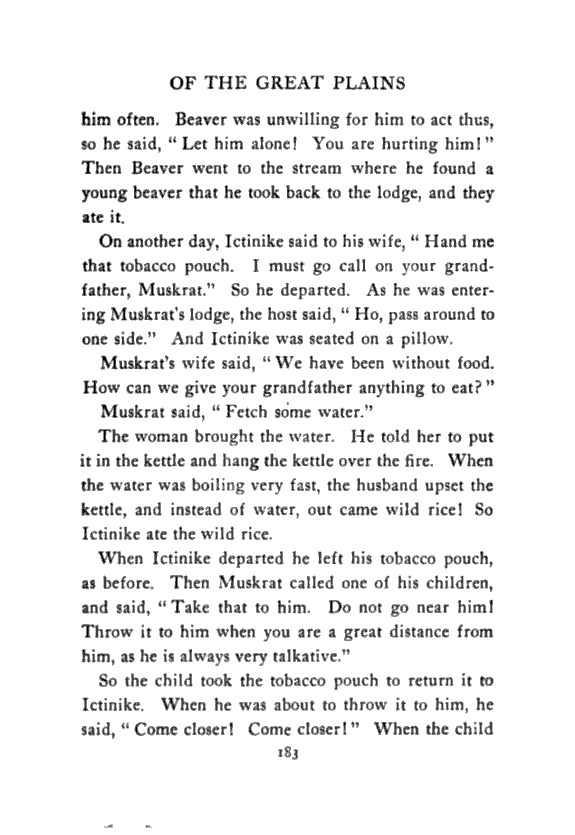 OF THE GREAT PLAINS
him often. Beaver was unwilling for him to act thus,
so he said, “ Let him alone! You are hurting him! ”
Then Beaver went to the stream where he found a
young beaver that he took back to the lodge, and they
ate it.
On another day, Ictinike said to his wife, “ Hand me
that tobacco pouch. I must go call on your grand-
father, Muskrat.” So he departed. As he was enter-
ing Muskrat's lodge, the host said, “ Ho, pass around to
one side.” And Ictinike was seated on a pillow.
Muskrat's wife said, “ We have been without food.
How can we give your grandfather anything to eat? ”
Muskrat said, “ Fetch some water.”
The woman brought the water. He told her to put
it in the kettle and hang the kettle over the fire. When
the water was boiling very fast, the husband upset the
kettle, and instead of water, out came wild rice! So
Ictinike ate the wild rice.
When Ictinike departed he left his tobacco pouch,
as before. Then Muskrat called one of his children,
and said, “ Take that to him. Do not go near him!
Throw it to him when you are a great distance from
him, as he is always very talkative.”
So the child took the tobacco pouch to return it to
Ictinike. When he was about to throw it to him, he
said, “ Come closer! Come closer! ” When the child
183